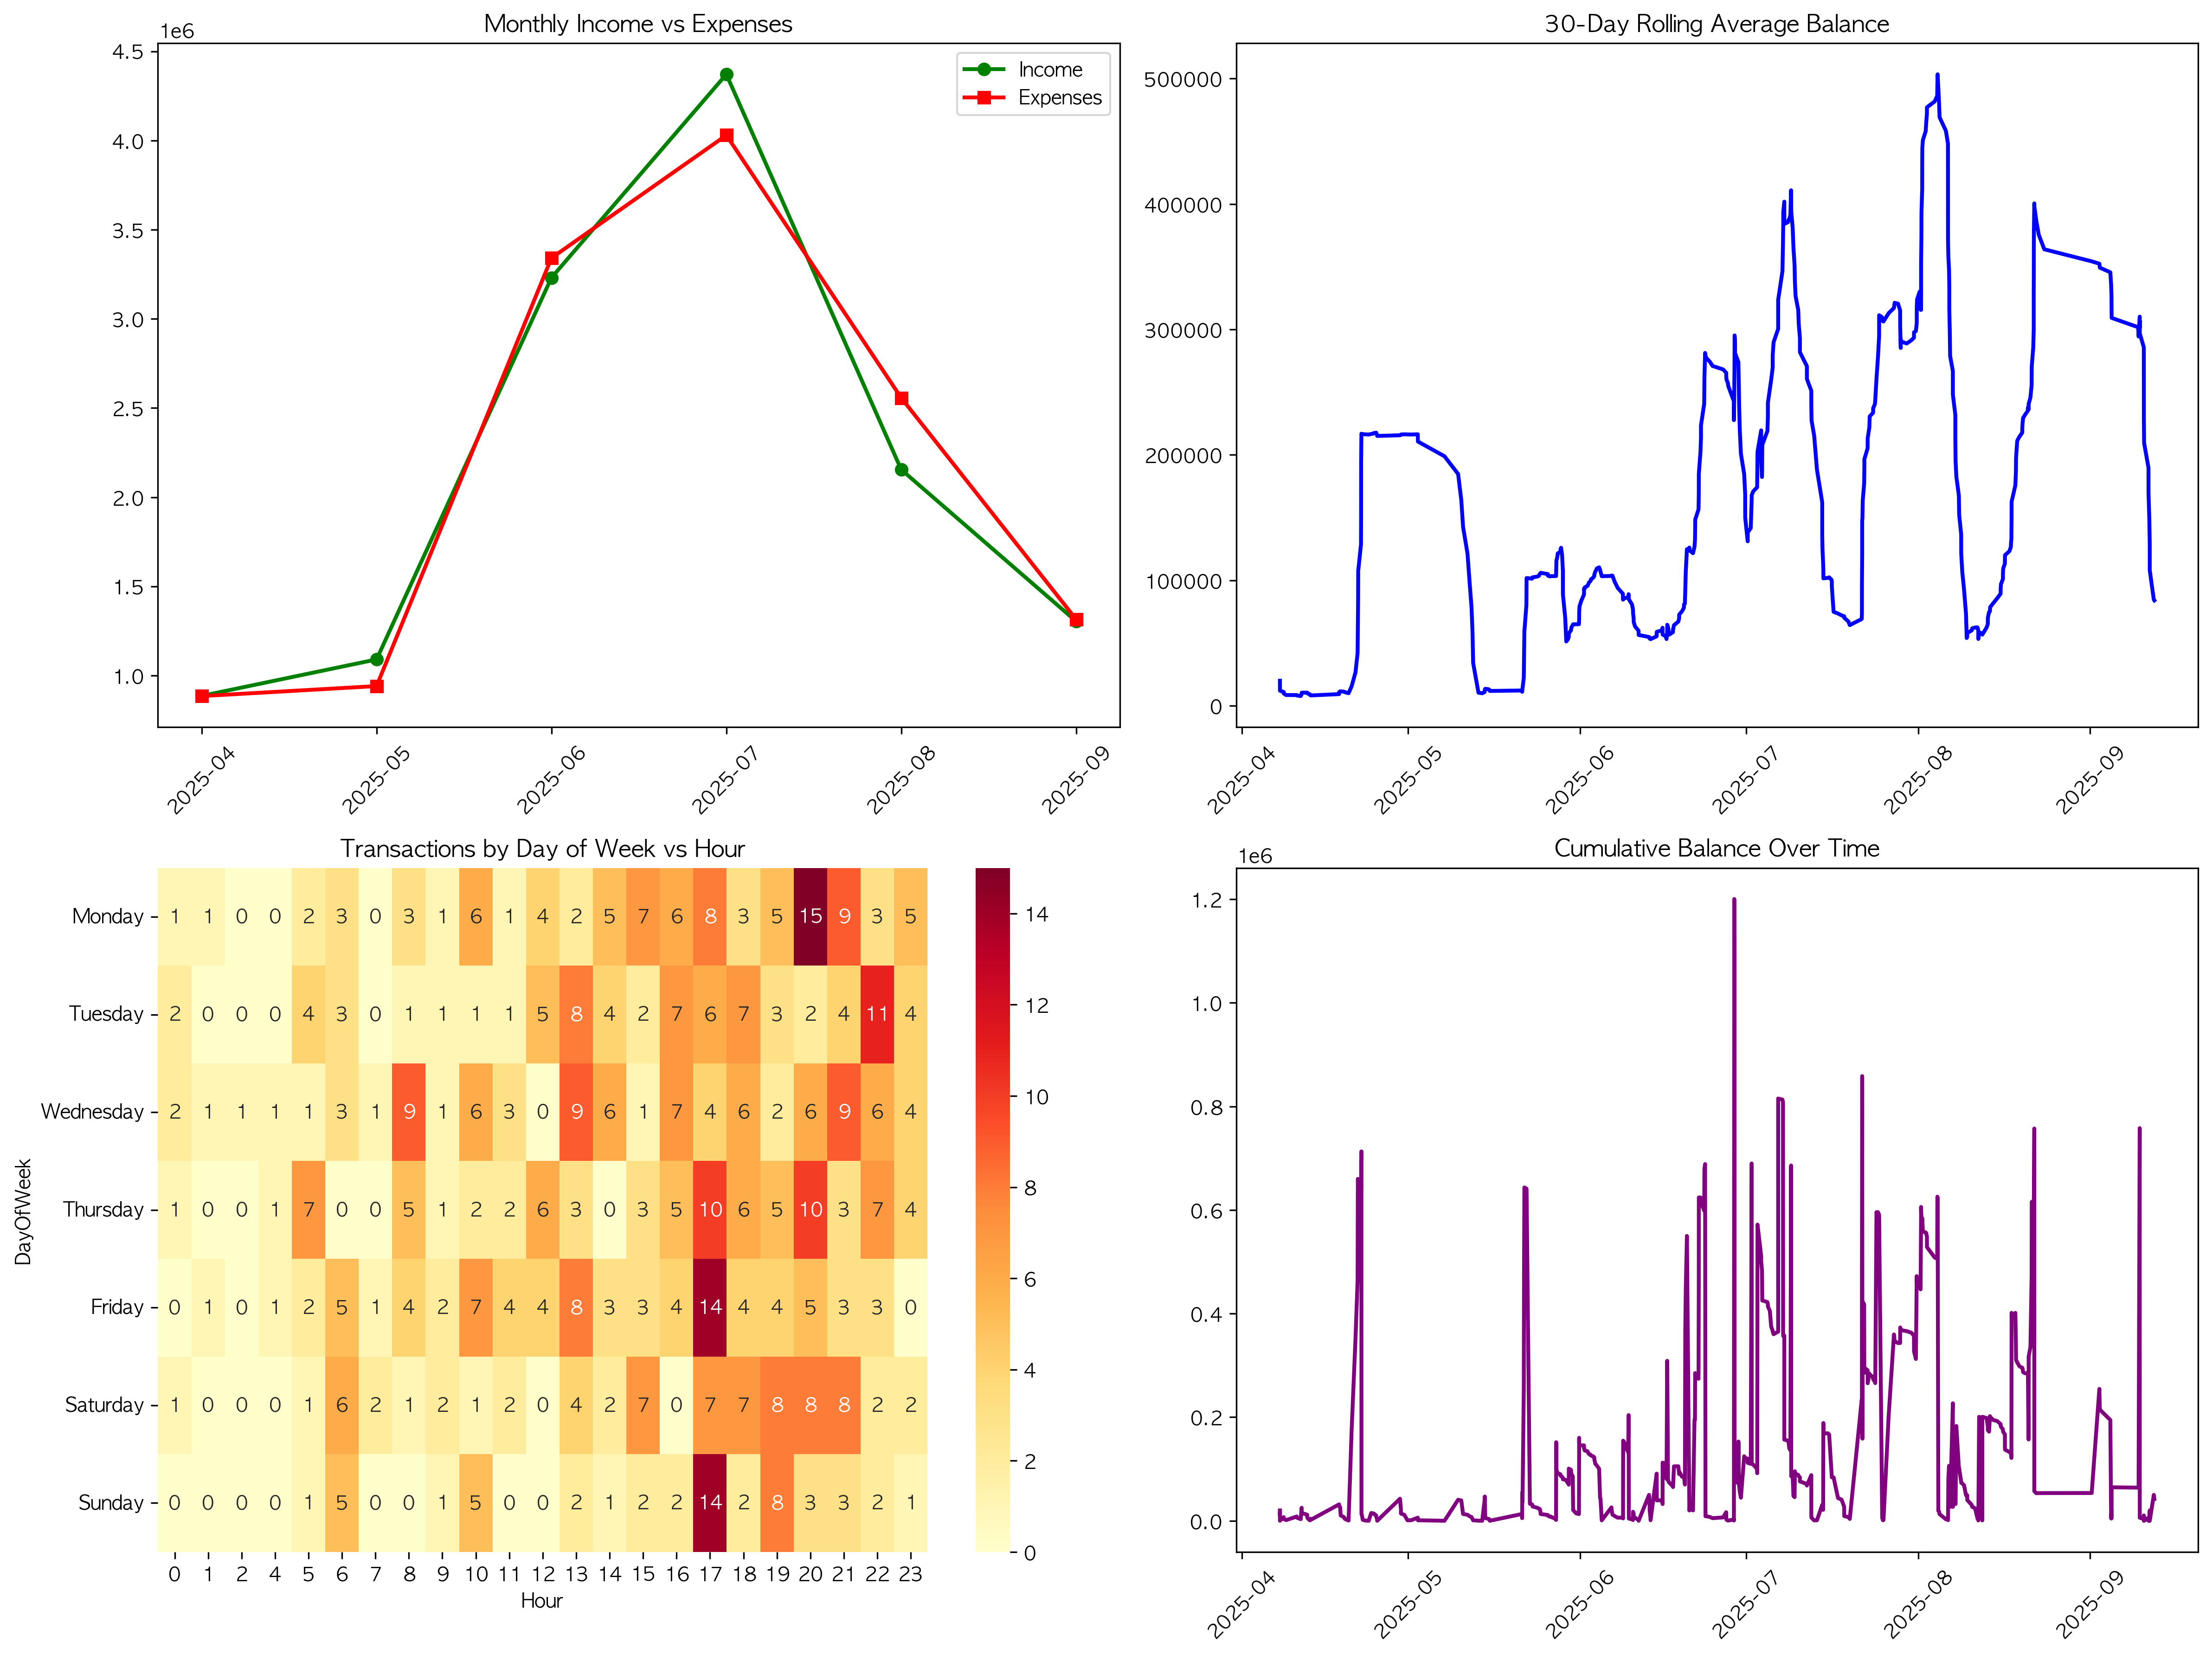 Monthly Income vs Expenses
1e6
4.5
4.0
3.5
3.0
2.5
2.0
1.5
1.0
Income
Expenses
2025-04 2025-05 2025-06 2025-07 2025-08 2025-09
30-Day Rolling Average Balance
500000
400000
300000
200000
100000
0
2025-04 2025-05 2025-06 2025-07 2025-08 2025-09
Transactions by Day of Week vs Hour
DayOfWeek
Monday 1 1 0 0 2 3 0 3 1 6 1 4 2 5 7 6 8 3 5 15 9 3 5
Tuesday 2 0 0 0 4 3 0 1 1 1 1 5 8 4 2 7 6 7 3 2 4 11 4
Wednesday 2 1 1 1 1 3 1 9 1 6 3 0 9 6 1 7 4 6 2 6 9 6 4
Thursday 1 0 0 1 7 0 0 5 1 2 2 6 3 0 3 5 10 6 5 10 3 7 4
Friday 0 1 0 1 2 5 1 4 2 7 4 4 8 3 3 4 14 4 4 5 3 3 0
Saturday 1 0 0 0 1 6 2 1 2 1 2 0 4 2 7 0 7 7 8 8 8 2 2
Sunday 0 0 0 0 1 5 0 0 1 5 0 0 2 1 2 2 14 2 8 3 3 2 1
0 1 2 4 5 6 7 8 9 10 11 12 13 14 15 16 17 18 19 20 21 22 23
Hour
14
12
10
8
6
4
2
0
Cumulative Balance Over Time
1e6
1.2
1.0
0.8
0.6
0.4
0.2
0.0
2025-04 2025-05 2025-06 2025-07 2025-08 2025-09